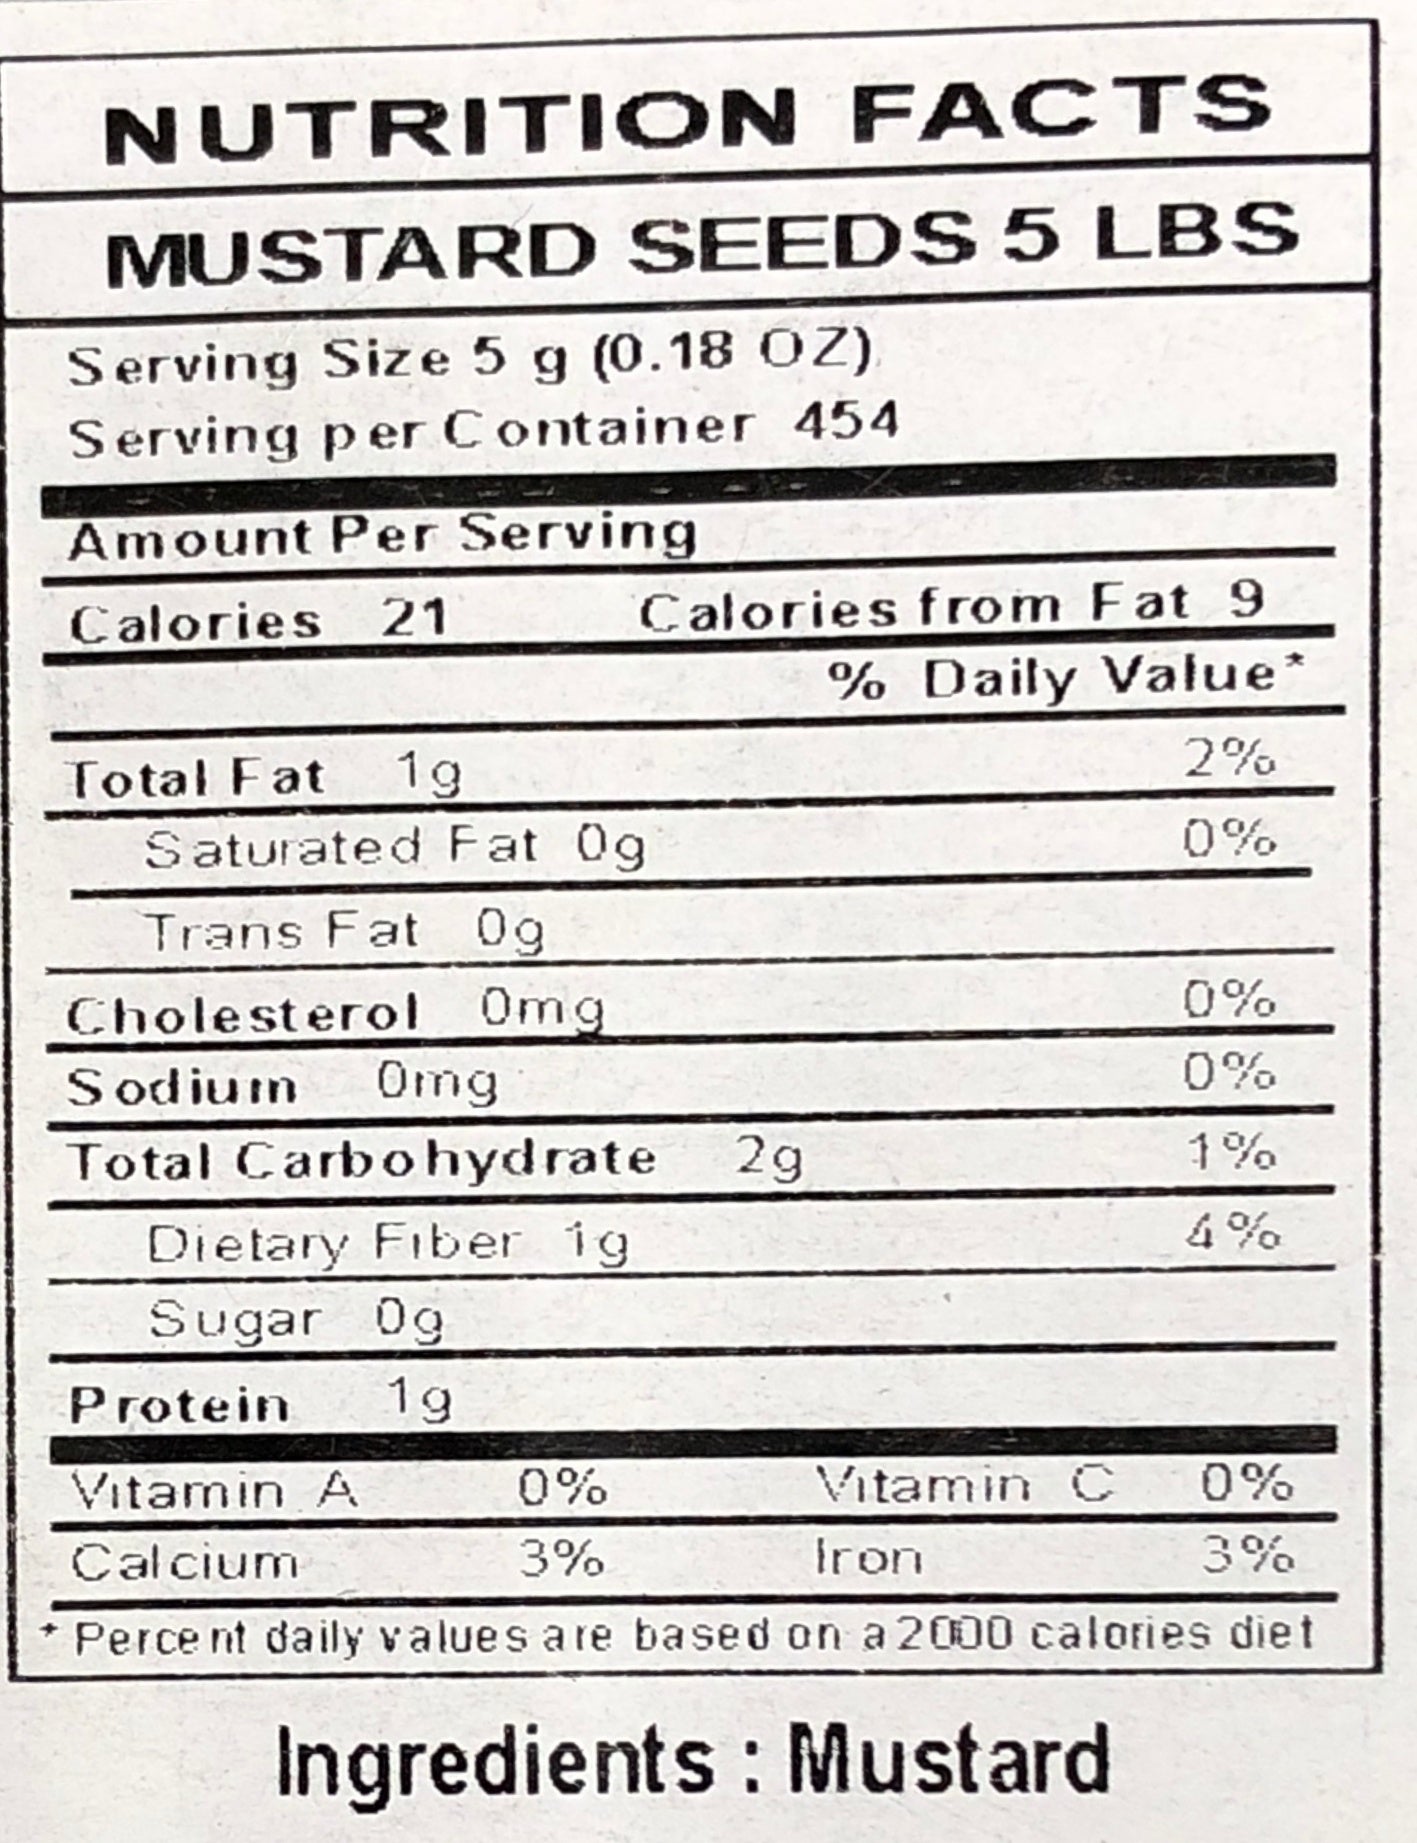 NUTRITION FACTS
MUSTARD SEEDS 5 LBS
Serving Size 5 g (0.18 OZ)
Serving per Container 454
Amount Per Serving
Calories 21 Calories from Fat 9
% Daily Value*
Total Fat 1g 2%
Saturated Fat 0g 0%
Trans Fat 0g
Cholesterol 0mg 0%
Sodium 0mg 0%
Total Carbohydrate 2g 1%
Dietary Fiber 1g 4%
Sugar 0g
Protein 1g
Vitamin A 0% Vitamin C 0%
Calcium 3% Iron 3%
* Percent daily values are based on a 2000 calories diet
Ingredients : Mustard